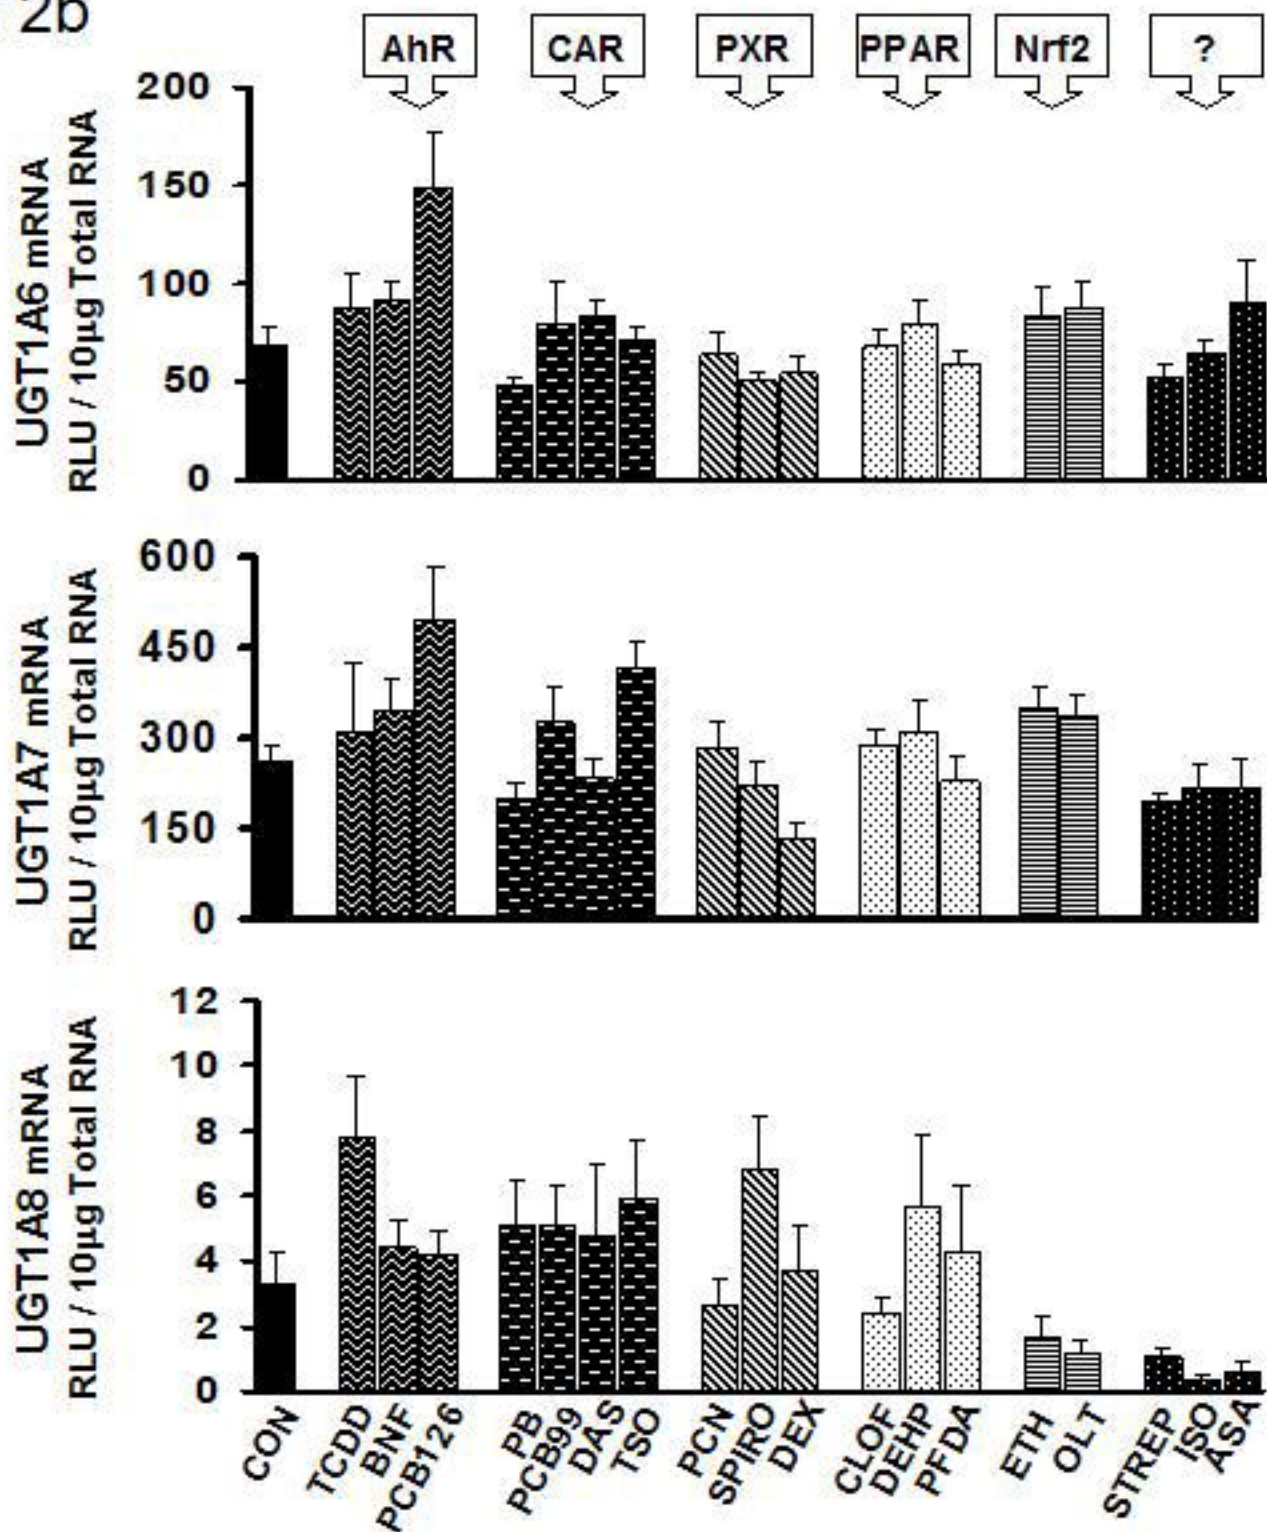 2b
AhR CAR PXR PPAR Nrf2 ?
UGT1A6 mRNA
RLU / 10µg Total RNA
200
150
100
50
0
UGT1A7 mRNA
RLU / 10µg Total RNA
600
450
300
150
0
UGT1A8 mRNA
RLU / 10µg Total RNA
12
10
8
6
4
2
0
CON TCDD BNF PCB126 PB PCB99 DAS TSO PCN SPIRO DEX CLOF DEHP PFDA ETH OLT STREP ISO ASA